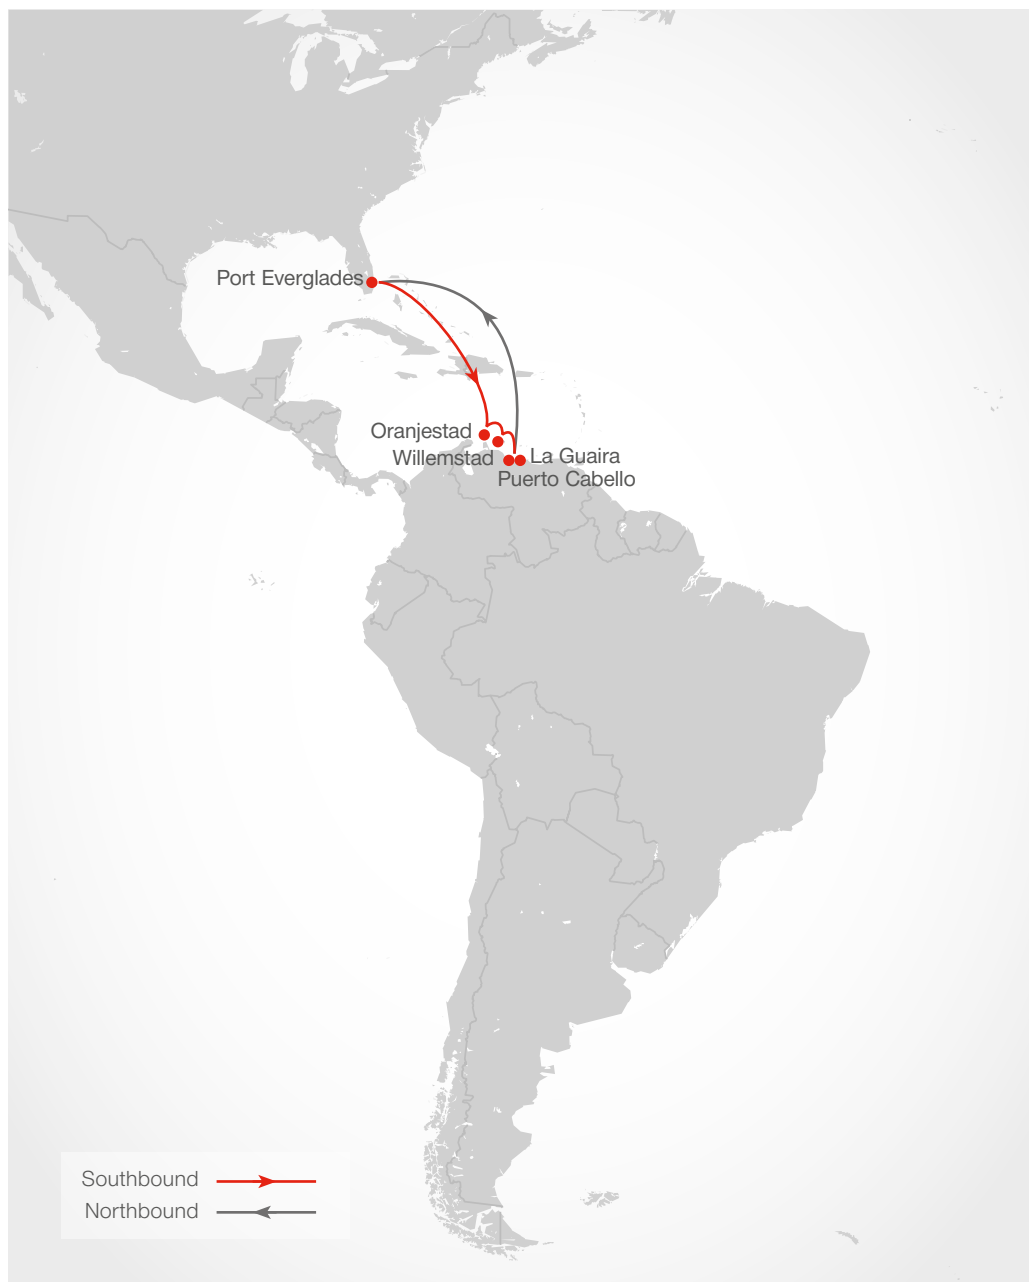 Port Everglades
Oranjestad
Willemstad
La Guaira
Puerto Cabello
Southbound
Northbound